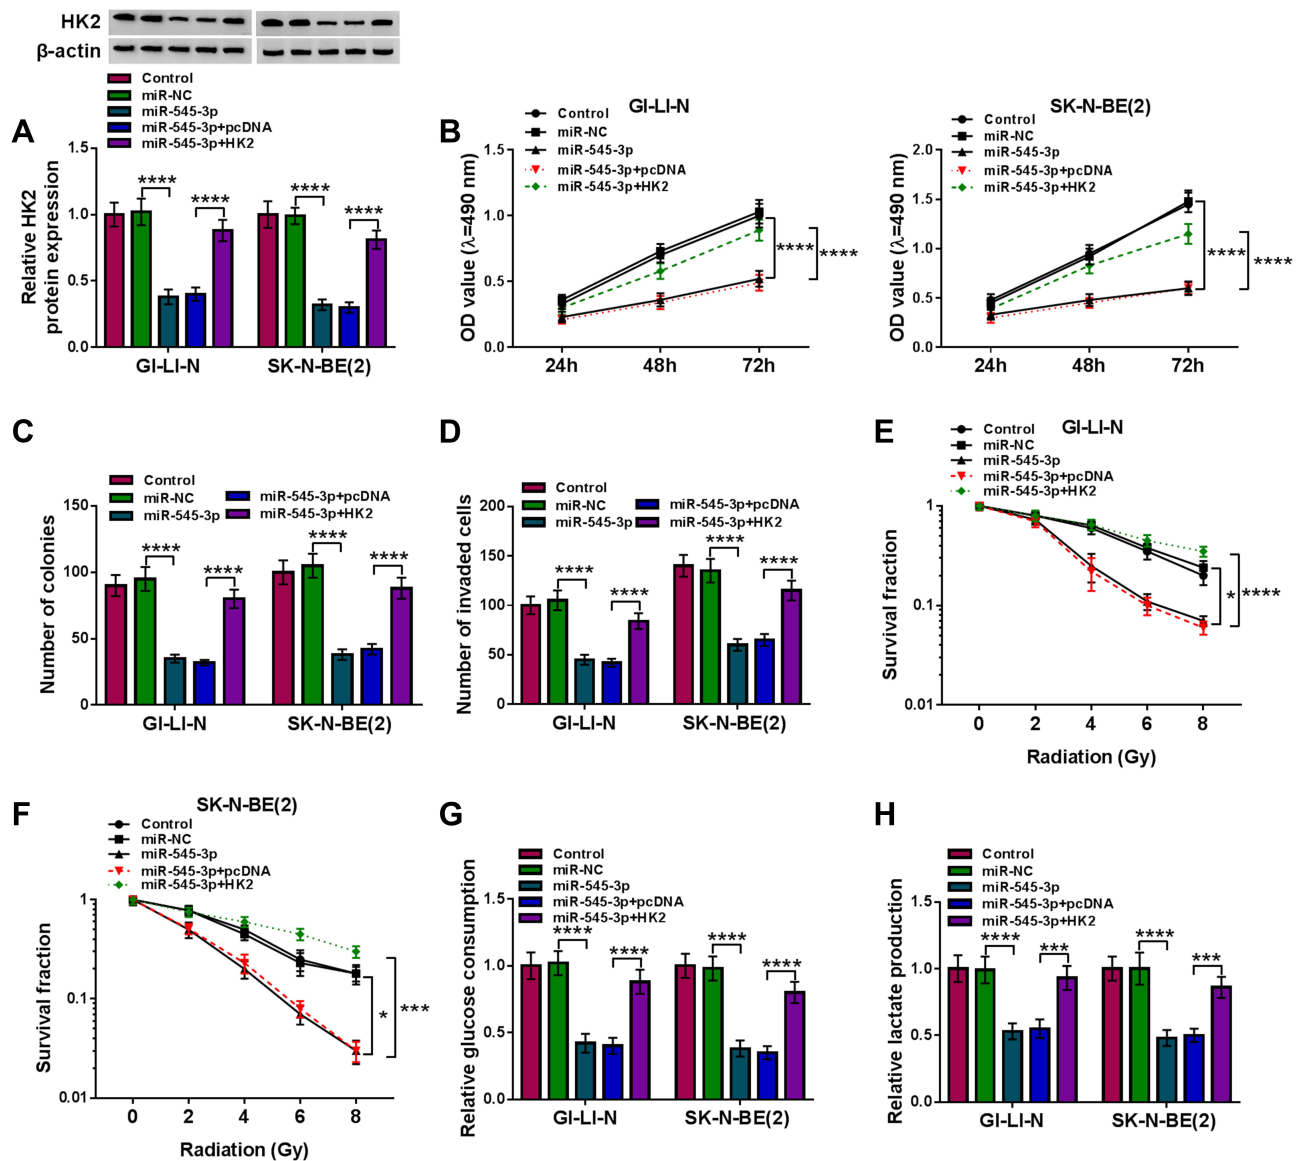 HK2
β-actin
Control
miR-NC
miR-545-3p
miR-545-3p+pcDNA
miR-545-3p+HK2
A
Relative HK2
protein expression
1.5
1.0
0.5
0.0
****
****
****
****
GI-LI-N
SK-N-BE(2)
B
GI-LI-N
Control
miR-NC
miR-545-3p
miR-545-3p+pcDNA
miR-545-3p+HK2
OD value (λ=490 nm)
1.5
1.0
0.5
0.0
24h
48h
72h
****
****
SK-N-BE(2)
Control
miR-NC
miR-545-3p
miR-545-3p+pcDNA
miR-545-3p+HK2
OD value (λ=490 nm)
2.0
1.5
1.0
0.5
0.0
24h
48h
72h
****
****
C
Control
miR-NC
miR-545-3p
miR-545-3p+pcDNA
miR-545-3p+HK2
Number of colonies
150
100
50
0
****
****
****
****
GI-LI-N
SK-N-BE(2)
D
Control
miR-NC
miR-545-3p
miR-545-3p+pcDNA
miR-545-3p+HK2
Number of invaded cells
200
150
100
50
0
****
****
****
****
GI-LI-N
SK-N-BE(2)
E
GI-LI-N
Control
miR-NC
miR-545-3p
miR-545-3p+pcDNA
miR-545-3p+HK2
Survival fraction
1
0.1
0.01
0
2
4
6
8
Radiation (Gy)
*
****
F
SK-N-BE(2)
Control
miR-NC
miR-545-3p
miR-545-3p+pcDNA
miR-545-3p+HK2
Survival fraction
1
0.1
0.01
0
2
4
6
8
Radiation (Gy)
*
***
G
Control
miR-NC
miR-545-3p
miR-545-3p+pcDNA
miR-545-3p+HK2
Relative glucose consumption
1.5
1.0
0.5
0.0
****
****
****
****
GI-LI-N
SK-N-BE(2)
H
Control
miR-NC
miR-545-3p
miR-545-3p+pcDNA
miR-545-3p+HK2
Relative lactate production
1.5
1.0
0.5
0.0
****
***
****
***
GI-LI-N
SK-N-BE(2)